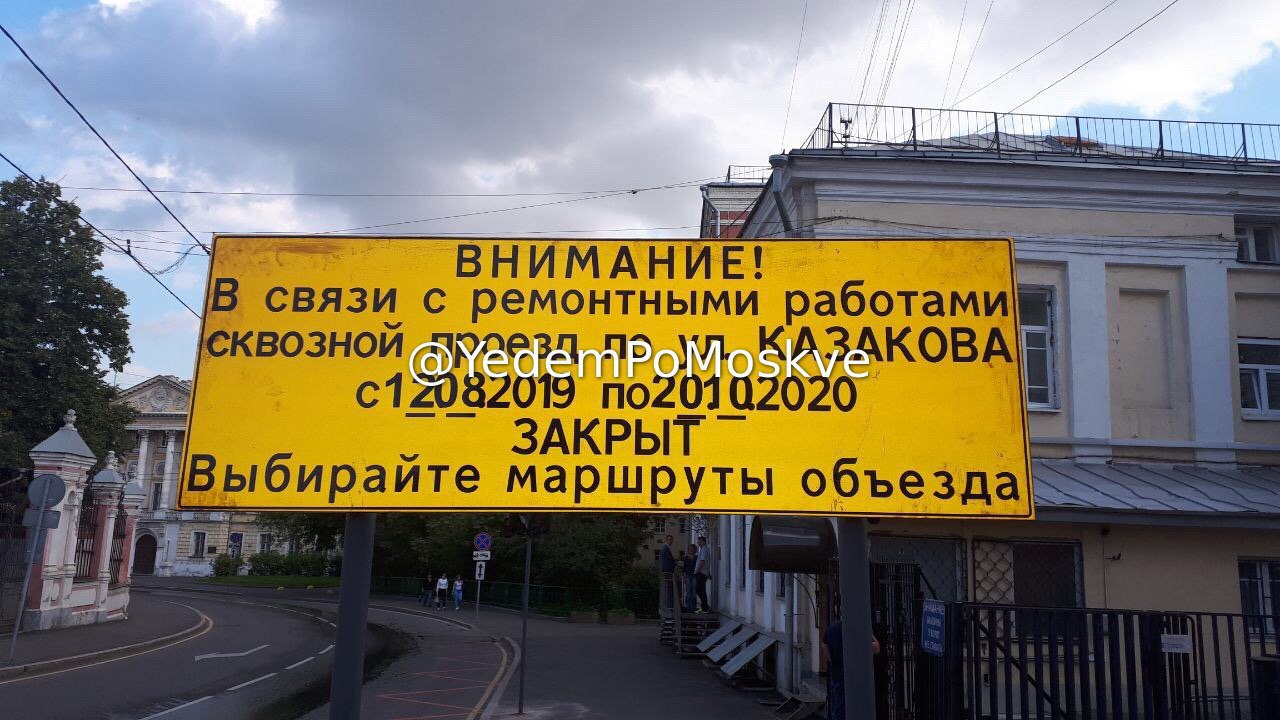 ВНИМАНИЕ!
В связи с ремонтными работами
сквозной проезд по ул. КАЗАКОВА
@YedemPoMoskve
с12.08.2019 по20.10.2020
ЗАКРЫТ
Выбирайте маршруты объезда
ВНИМАНИЕ!